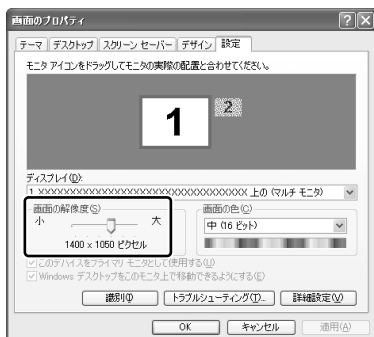 画面のプロパティ
テーマ デスクトップ スクリーン セーバー デザイン 設定
モニタ アイコンをドラッグしてモニタの実際の配置と合わせてください。
1 2
ディスプレイ(D):
1 XXXXXXXXXXXXXXXXXXXXXXXXXXXXXXXX 上の (マルチ モニタ)
画面の解像度(S)
小 大
1400 x 1050 ピクセル
画面の色(C)
中 (16 ビット)
このデバイスをプライマリ モニタとして使用する(U)
Windows デスクトップをこのモニタ上で移動できるようにする(E)
識別(I) トラブルシューティング(T)... 詳細設定(V)
OK キャンセル 適用(A)